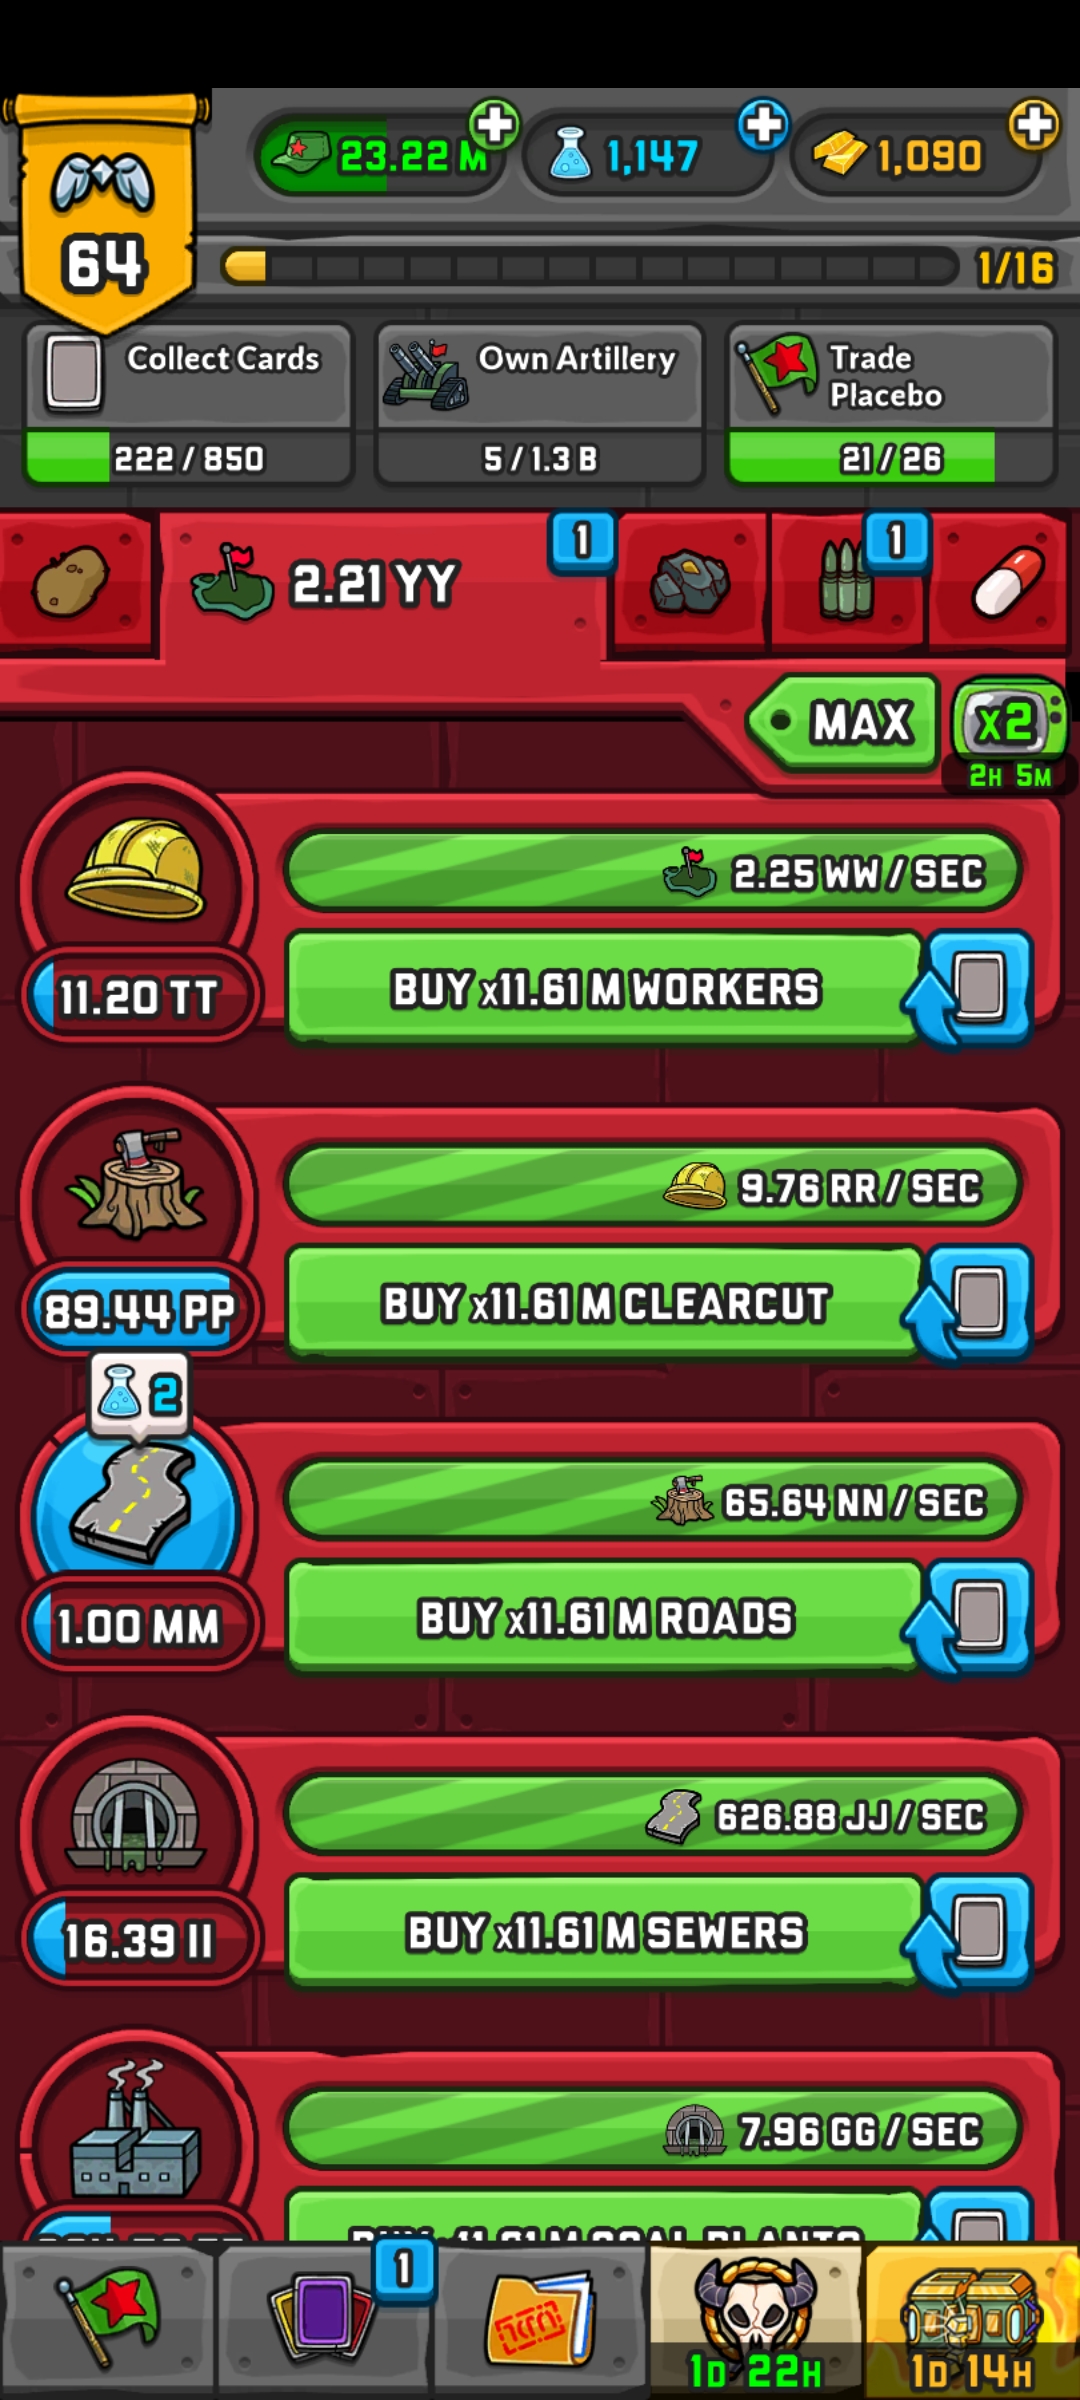 23.22 M
1,147
1,090
64
1/16
Collect Cards
Own Artillery
Trade
Placebo
222 / 850
5 / 1.3 B
21 / 26
2.21 YY
1
1
MAX
x2
2H 5M
2.25 WW / SEC
11.20 TT
BUY x11.61 M WORKERS
9.76 RR / SEC
89.44 PP
BUY x11.61 M CLEARCUT
2
65.64 NN / SEC
1.00 MM
BUY x11.61 M ROADS
626.88 JJ / SEC
16.39 II
BUY x11.61 M SEWERS
7.96 GG / SEC
BUY x11.61 M COAL PLANTS
1
1D 22H
1D 14H